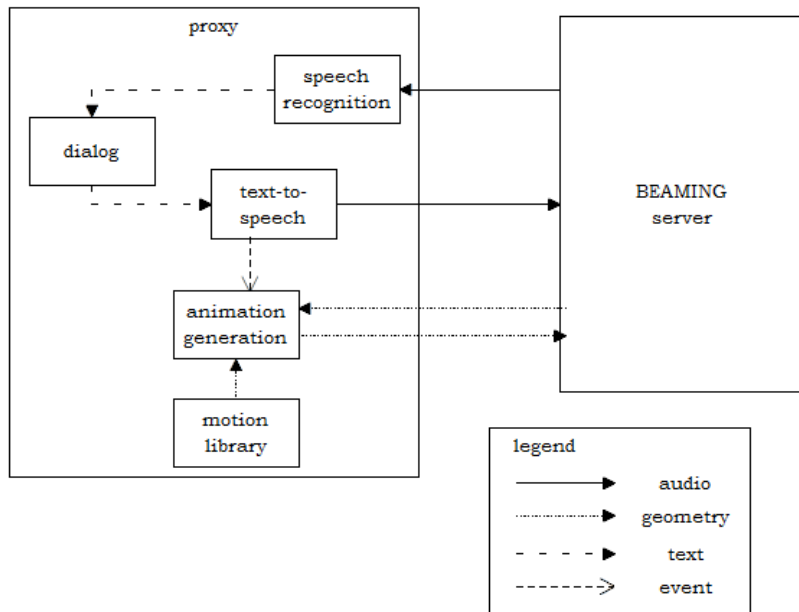 proxy
speech
recognition
dialog
text-to-
speech
BEAMING
server
animation
generation
motion
library
legend
audio
geometry
text
event